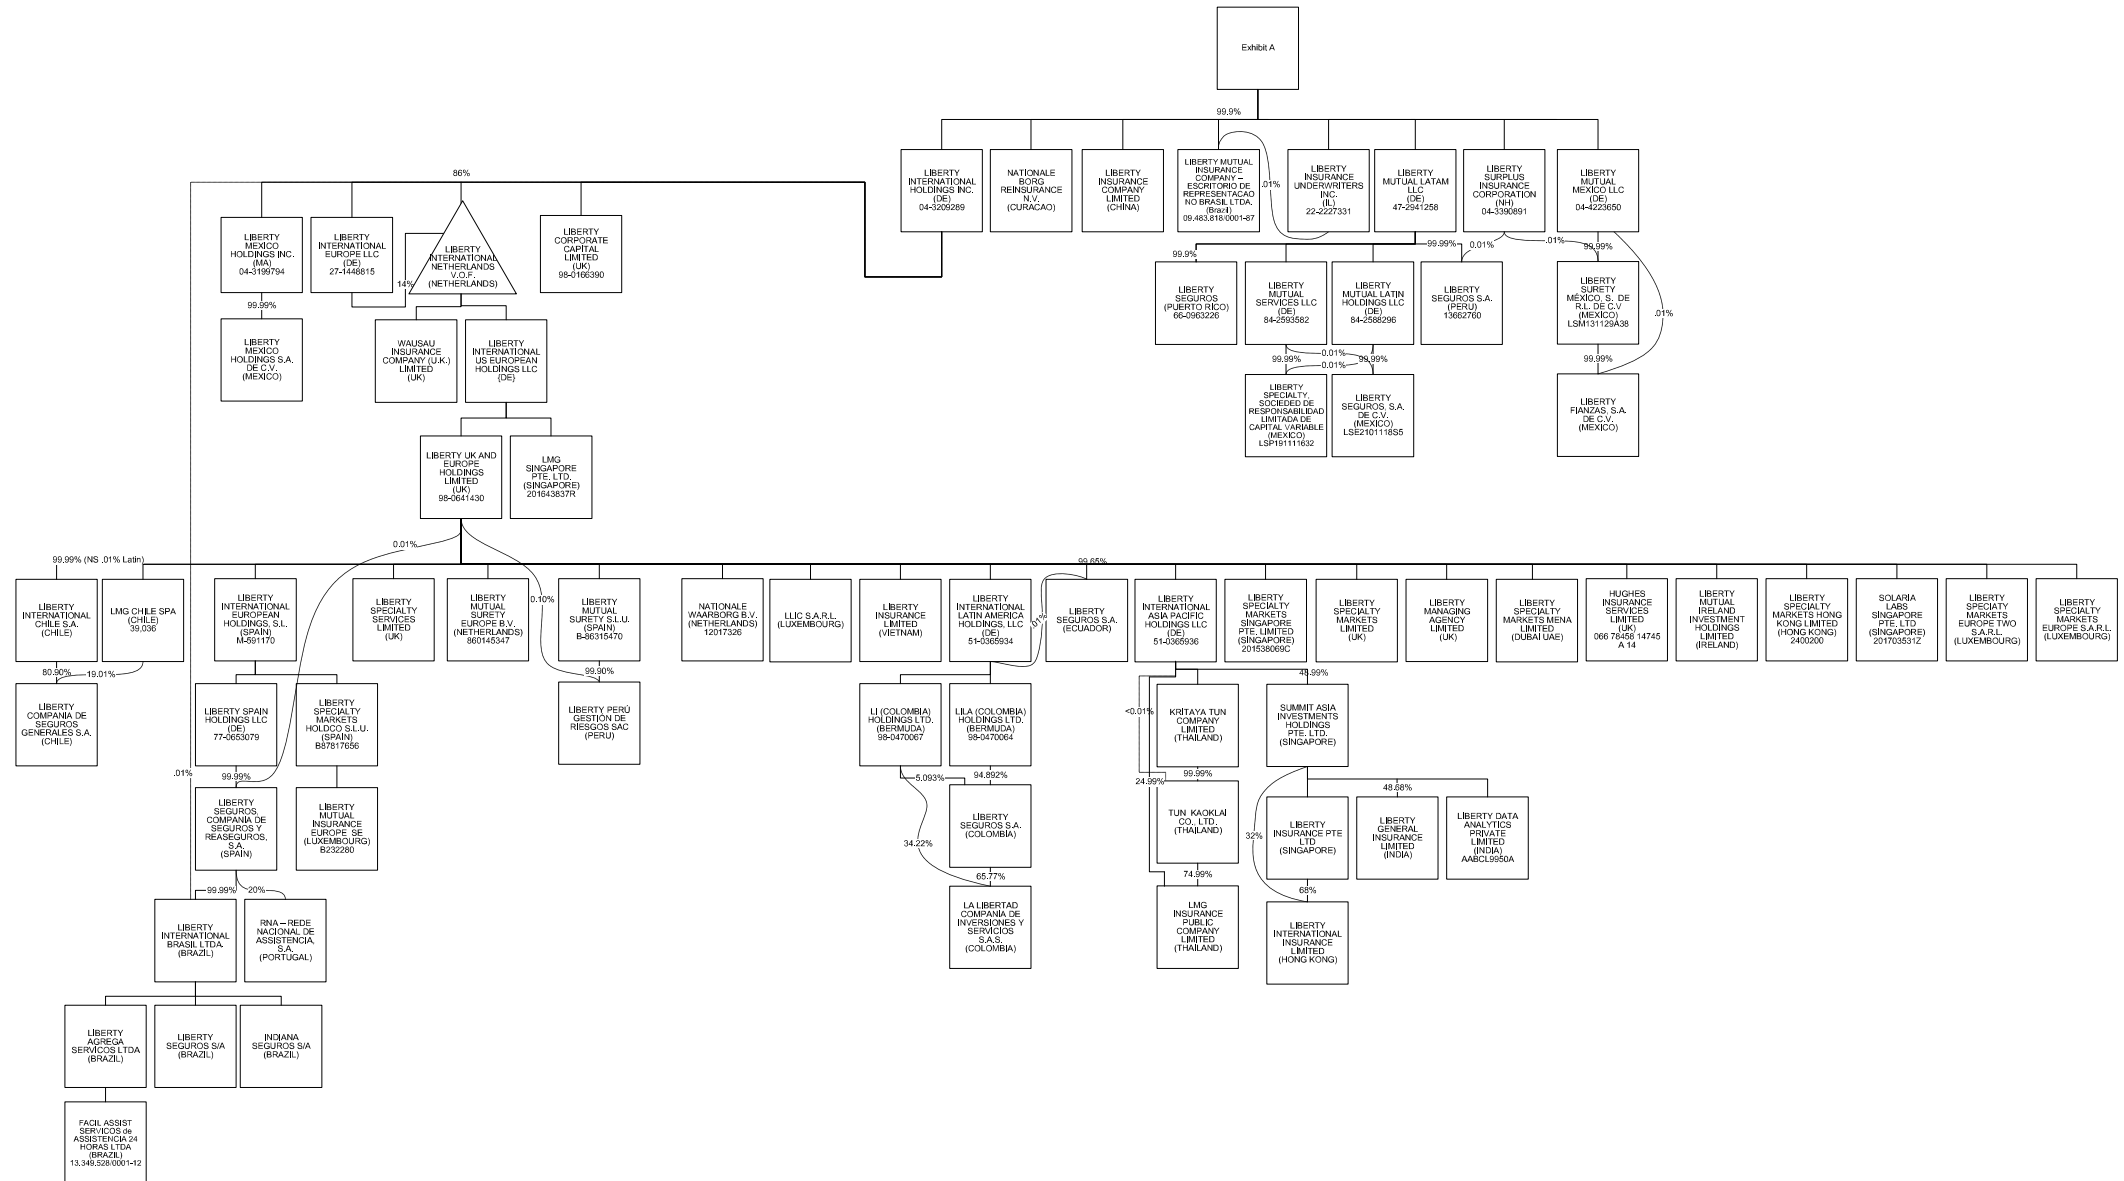 Exhibit A
99.9%
LIBERTY
INTERNATIONAL
HOLDINGS INC.
(DE)
04-3209289
NATIONALE
BORG
REINSURANCE
N.V.
(CURACAO)
LIBERTY
INSURANCE
COMPANY
LIMITED
(CHINA)
LIBERTY MUTUAL
INSURANCE
COMPANY –
ESCRITORIO DE
REPRESENTACAO
NO BRASIL LTDA.
(Brazil)
09.483.818/0001-87
.01%
LIBERTY
INSURANCE
UNDERWRITERS
INC.
(IL)
22-2227331
LIBERTY
MUTUAL LATAM
LLC
(DE)
47-2941258
LIBERTY
SURPLUS
INSURANCE
CORPORATION
(NH)
04-3390891
LIBERTY
MUTUAL
MEXICO LLC
(DE)
04-4223650
86%
LIBERTY
MEXICO
HOLDINGS INC.
(MA)
04-3199794
LIBERTY
INTERNATIONAL
EUROPE LLC
(DE)
27-1448815
14%
LIBERTY
INTERNATIONAL
NETHERLANDS
V.O.F.
(NETHERLANDS)
LIBERTY
CORPORATE
CAPITAL
LIMITED
(UK)
98-0166390
99.9%
99.99%
0.01%
.01%
99.99%
LIBERTY
SEGUROS
(PUERTO RICO)
66-0963226
LIBERTY
MUTUAL
SERVICES LLC
(DE)
84-2593582
LIBERTY
MUTUAL LATIN
HOLDINGS LLC
(DE)
84-2588296
LIBERTY
SEGUROS S.A.
(PERU)
13662760
LIBERTY
SURETY
MÉXICO, S. DE
R.L. DE C.V
(MEXICO)
LSM131129A38
.01%
99.99%
LIBERTY
MEXICO
HOLDINGS S.A.
DE C.V.
(MEXICO)
WAUSAU
INSURANCE
COMPANY (U.K.)
LIMITED
(UK)
LIBERTY
INTERNATIONAL
US EUROPEAN
HOLDINGS LLC
(DE)
0.01%
99.99%
99.99%
0.01%
99.99%
LIBERTY
SPECIALTY,
SOCIEDED DE
RESPONSABILIDAD
LIMITADA DE
CAPITAL VARIABLE
(MEXICO)
LSP191111632
LIBERTY
SEGUROS, S.A.
DE C.V.
(MEXICO)
LSE2101118S5
LIBERTY
FIANZAS, S.A.
DE C.V.
(MEXICO)
LIBERTY UK AND
EUROPE
HOLDINGS
LIMITED
(UK)
98-0641430
LMG
SINGAPORE
PTE. LTD.
(SINGAPORE)
201643837R
0.01%
99.99% (NS .01% Latin)
99.65%
LIBERTY
INTERNATIONAL
CHILE S.A.
(CHILE)
LMG CHILE SPA
(CHILE)
39,036
LIBERTY
INTERNATIONAL
EUROPEAN
HOLDINGS, S.L.
(SPAIN)
M-591170
LIBERTY
SPECIALTY
SERVICES
LIMITED
(UK)
LIBERTY
MUTUAL
SURETY
EUROPE B.V.
(NETHERLANDS)
860145347
0.10%
LIBERTY
MUTUAL
SURETY S.L.U.
(SPAIN)
B-86315470
NATIONALE
WAARBORG B.V.
(NETHERLANDS)
12017326
LLIC S.A.R.L.
(LUXEMBOURG)
LIBERTY
INSURANCE
LIMITED
(VIETNAM)
LIBERTY
INTERNATIONAL
LATIN AMERICA
HOLDINGS, LLC
(DE)
51-0365934
.01%
LIBERTY
SEGUROS S.A.
(ECUADOR)
LIBERTY
INTERNATIONAL
ASIA PACIFIC
HOLDINGS LLC
(DE)
51-0365936
LIBERTY
SPECIALTY
MARKETS
SINGAPORE
PTE. LIMITED
(SINGAPORE)
201538069C
LIBERTY
SPECIALTY
MARKETS
LIMITED
(UK)
LIBERTY
MANAGING
AGENCY
LIMITED
(UK)
LIBERTY
SPECIALTY
MARKETS MENA
LIMITED
(DUBAI UAE)
HUGHES
INSURANCE
SERVICES
LIMITED
(UK)
066 78458 14745
A 14
LIBERTY
MUTUAL
IRELAND
INVESTMENT
HOLDINGS
LIMITED
(IRELAND)
LIBERTY
SPECIALTY
MARKETS HONG
KONG LIMITED
(HONG KONG)
2400200
SOLARIA
LABS
SINGAPORE
PTE. LTD
(SINGAPORE)
201703531Z
LIBERTY
SPECIATY
MARKETS
EUROPE TWO
S.A.R.L.
(LUXEMBOURG)
LIBERTY
SPECIALTY
MARKETS
EUROPE S.A.R.L.
(LUXEMBOURG)
80.90%
19.01%
99.90%
48.99%
LIBERTY
COMPANIA DE
SEGUROS
GENERALES S.A.
(CHILE)
LIBERTY SPAIN
HOLDINGS LLC
(DE)
77-0653079
LIBERTY
SPECIALTY
MARKETS
HOLDCO S.L.U.
(SPAIN)
B87817656
LIBERTY PERÚ
GESTIÓN DE
RIESGOS SAC
(PERU)
LI (COLOMBIA)
HOLDINGS LTD.
(BERMUDA)
98-0470067
LILA (COLOMBIA)
HOLDINGS LTD.
(BERMUDA)
98-0470064
<0.01%
KRITAYA TUN
COMPANY
LIMITED
(THAILAND)
SUMMIT ASIA
INVESTMENTS
HOLDINGS
PTE. LTD.
(SINGAPORE)
.01%
99.99%
5.093%
94.892%
24.99%
99.99%
48.68%
LIBERTY
SEGUROS,
COMPANIA DE
SEGUROS Y
REASEGUROS,
S.A.
(SPAIN)
LIBERTY
MUTUAL
INSURANCE
EUROPE SE
(LUXEMBOURG)
B232280
34.22%
LIBERTY
SEGUROS S.A.
(COLOMBIA)
TUN KAOKLAI
CO., LTD.
(THAILAND)
32%
LIBERTY
INSURANCE PTE
LTD
(SINGAPORE)
LIBERTY
GENERAL
INSURANCE
LIMITED
(INDIA)
LIBERTY DATA
ANALYTICS
PRIVATE
LIMITED
(INDIA)
AABCL9950A
99.99%
20%
65.77%
74.99%
68%
LIBERTY
INTERNATIONAL
BRASIL LTDA.
(BRAZIL)
RNA – REDE
NACIONAL DE
ASSISTENCIA,
S.A.
(PORTUGAL)
LA LIBERTAD
COMPANIA DE
INVERSIONES Y
SERVICIOS
S.A.S.
(COLOMBIA)
LMG
INSURANCE
PUBLIC
COMPANY
LIMITED
(THAILAND)
LIBERTY
INTERNATIONAL
INSURANCE
LIMITED
(HONG KONG)
LIBERTY
AGREGA
SERVICOS LTDA
(BRAZIL)
LIBERTY
SEGUROS S/A
(BRAZIL)
INDIANA
SEGUROS S/A
(BRAZIL)
FACIL ASSIST
SERVICOS de
ASSISTENCIA 24
HORAS LTDA
(BRAZIL)
13.349.528/0001-12